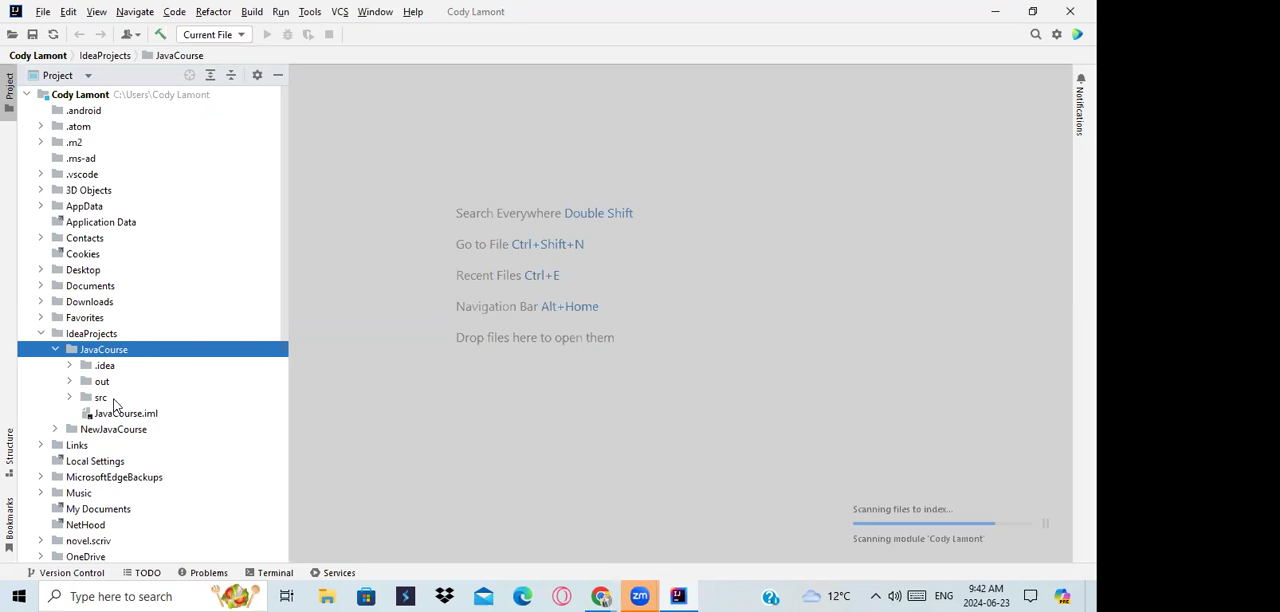 File Edit View Navigate Code Refactor Build Run Tools VCS Window Help Cody Lamont
Current File
Cody Lamont IdeaProjects JavaCourse
Project
Project
Cody Lamont C:\Users\Cody Lamont
.android
.atom
.m2
.ms-ad
.vscode
3D Objects
AppData
Application Data
Contacts
Cookies
Desktop
Documents
Downloads
Favorites
IdeaProjects
JavaCourse
.idea
out
src
JavaCourse.iml
NewJavaCourse
Links
Local Settings
MicrosoftEdgeBackups
Music
My Documents
NetHood
novel.scriv
OneDrive
Structure
Bookmarks
Search Everywhere Double Shift
Go to File Ctrl+Shift+N
Recent Files Ctrl+E
Navigation Bar Alt+Home
Drop files here to open them
Notifications
Scanning files to index...
Scanning module 'Cody Lamont'
Version Control TODO Problems Terminal Services
Type here to search
zm
12°C
ENG
9:42 AM
2024-06-23